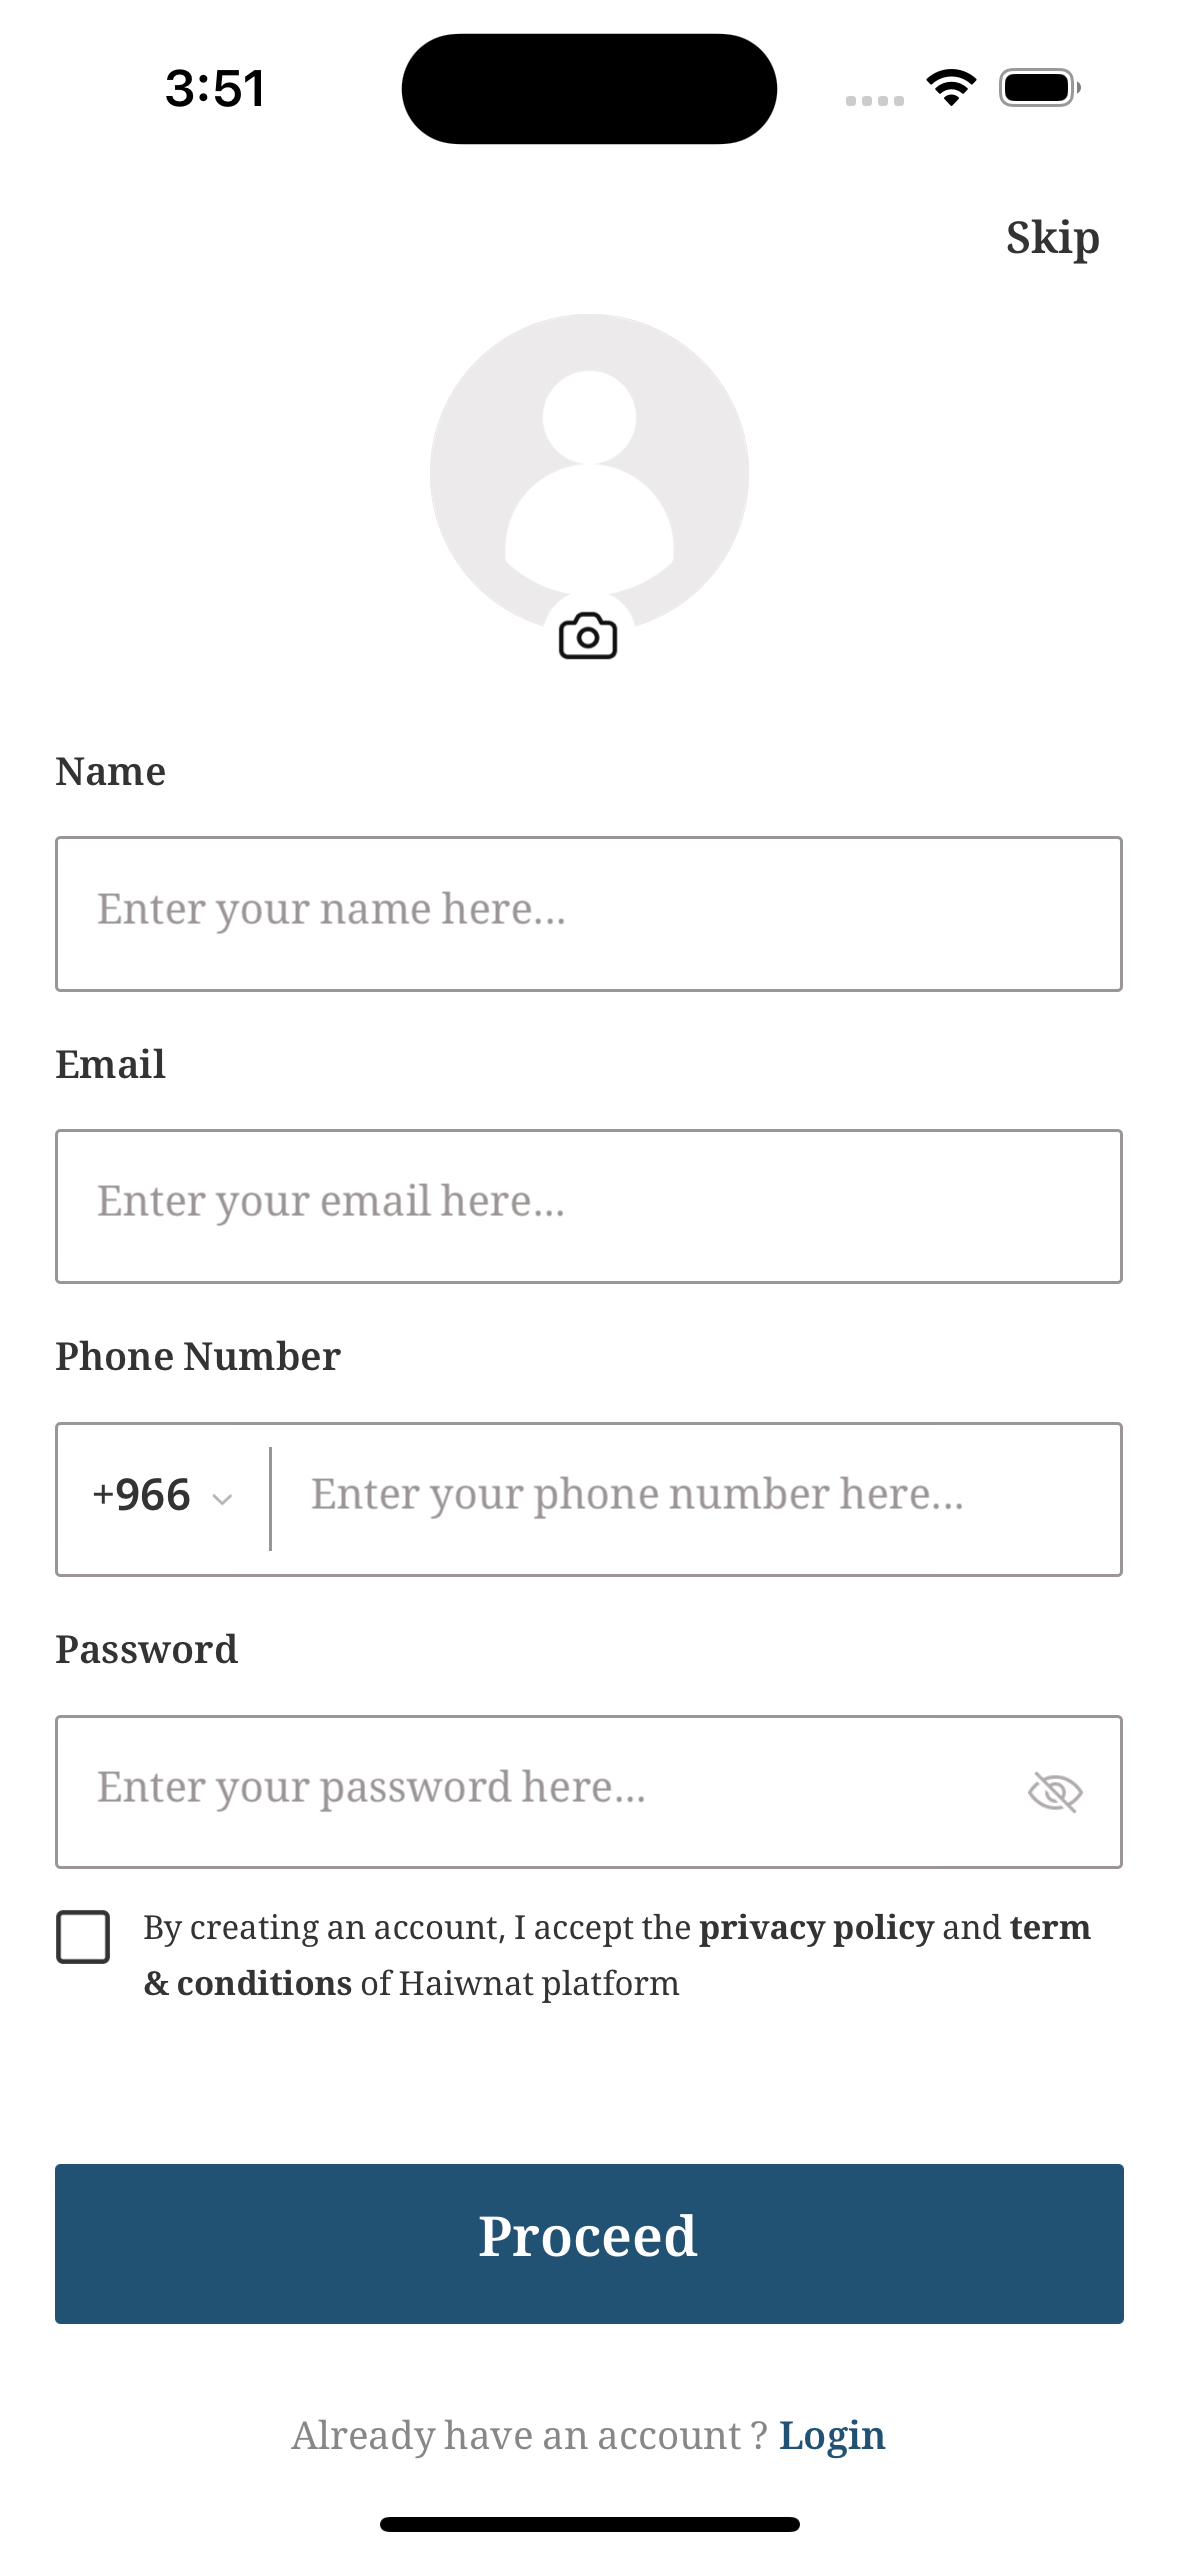 3:51
Skip
Name
Enter your name here...
Email
Enter your email here...
Phone Number
+966 Enter your phone number here...
Password
Enter your password here...
By creating an account, I accept the privacy policy and term
& conditions of Haiwnat platform
Proceed
Already have an account ? Login